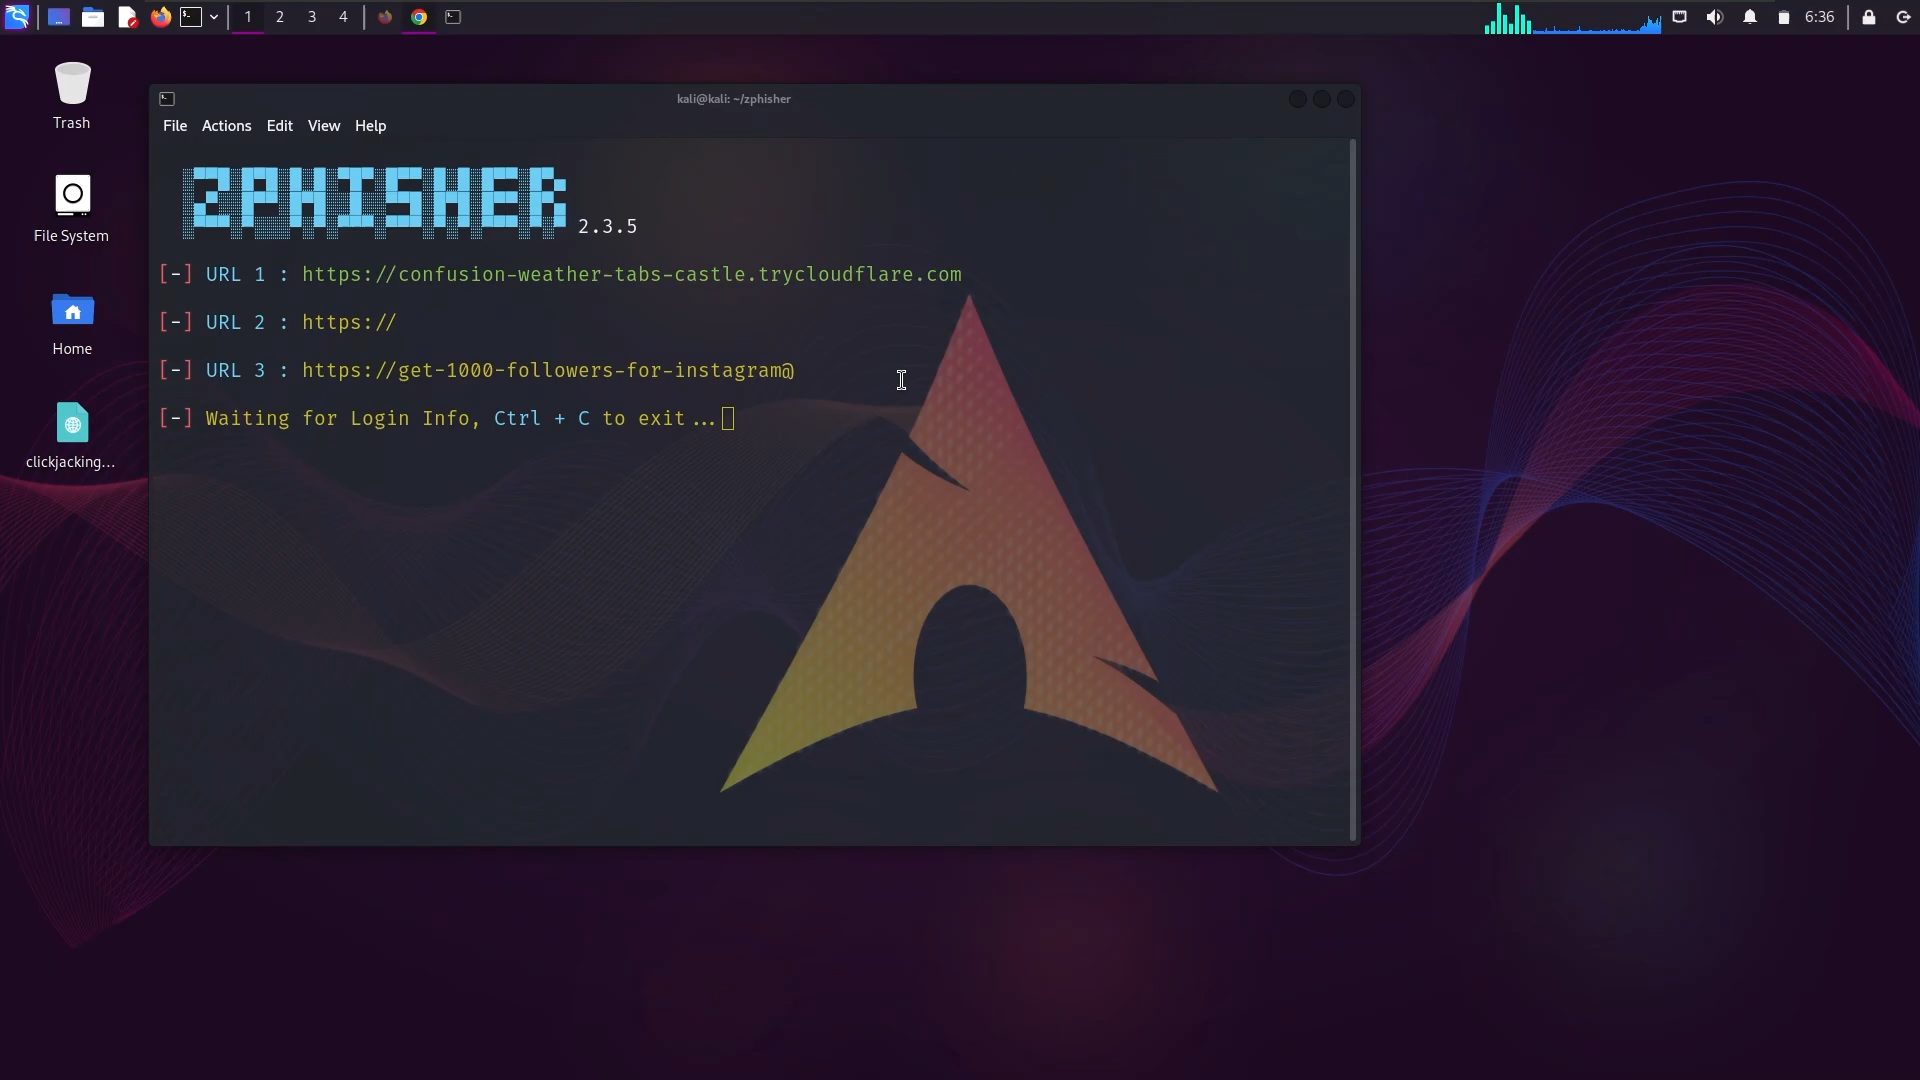 1 2 3 4
6:36
Trash
File System
Home
clickjacking...
kali@kali: ~/zphisher
File Actions Edit View Help
ZPHISHER 2.3.5
[-] URL 1 : https://confusion-weather-tabs-castle.trycloudflare.com
[-] URL 2 : https://
[-] URL 3 : https://get-1000-followers-for-instagram@
[-] Waiting for Login Info, Ctrl + C to exit...